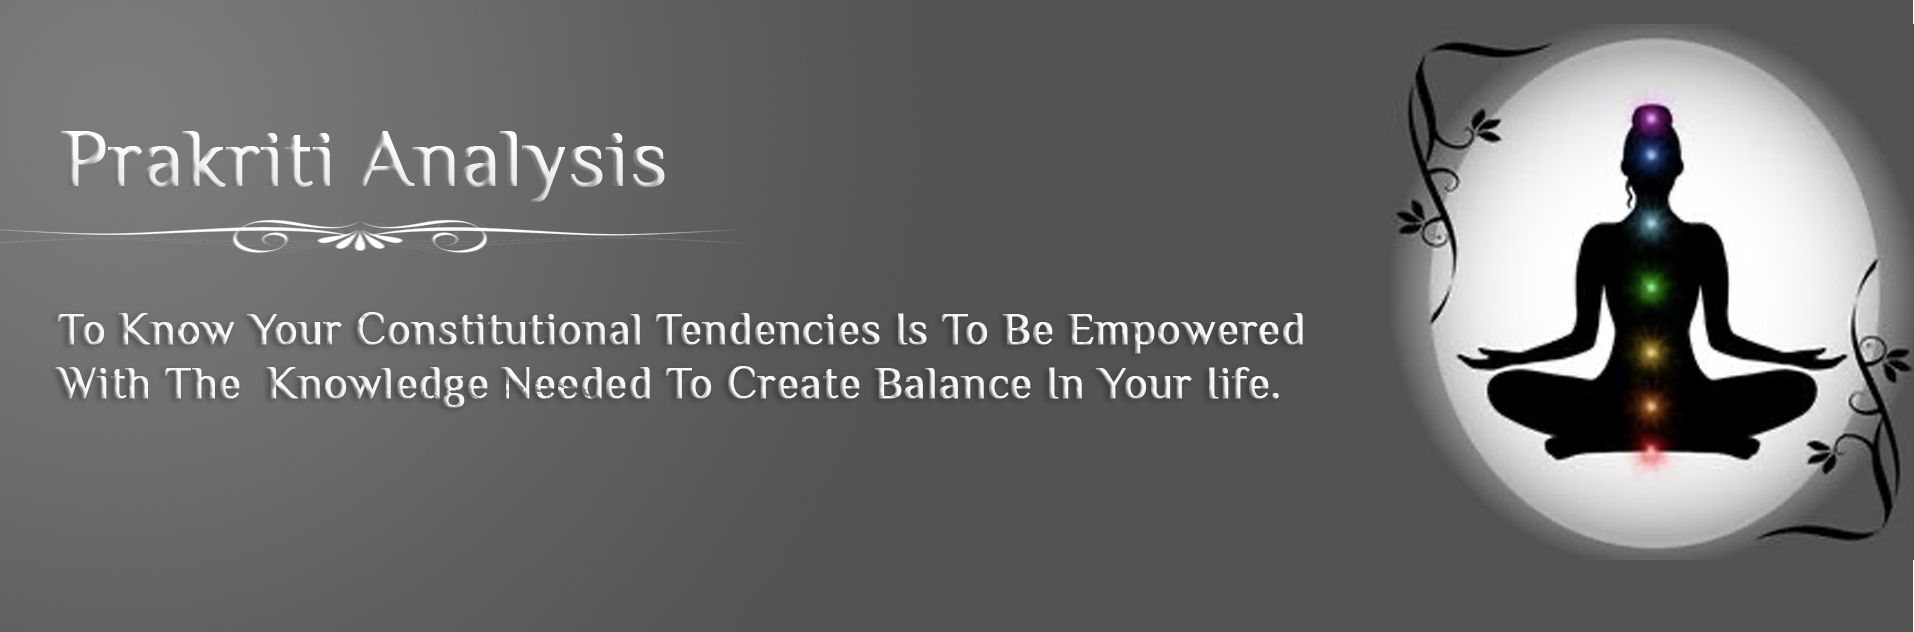 Prakriti Analysis
To Know Your Constitutional Tendencies Is To Be Empowered
With The Knowledge Needed To Create Balance In Your life.